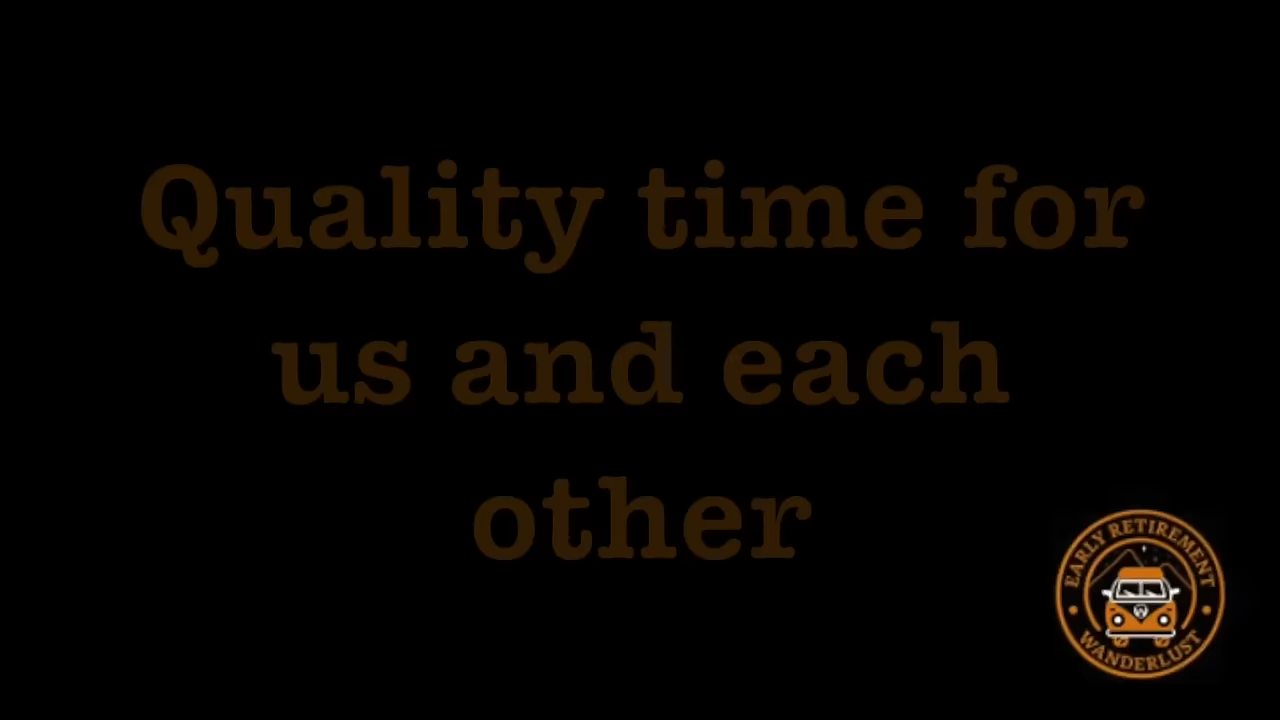 Quality time for
us and each
other
EARLY RETIREMENT
WANDERLUST